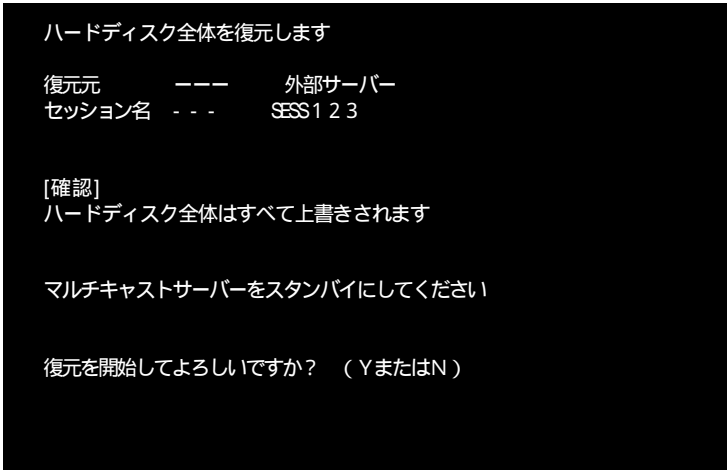 ハードディスク全体を復元します
復元元　　　ーーー　　外部サーバー
セッション名　- - -　　SESS１２３
[確認]
ハードディスク全体はすべて上書きされます
マルチキャストサーバーをスタンバイにしてください
復元を開始してよろしいですか？　（ＹまたはＮ）